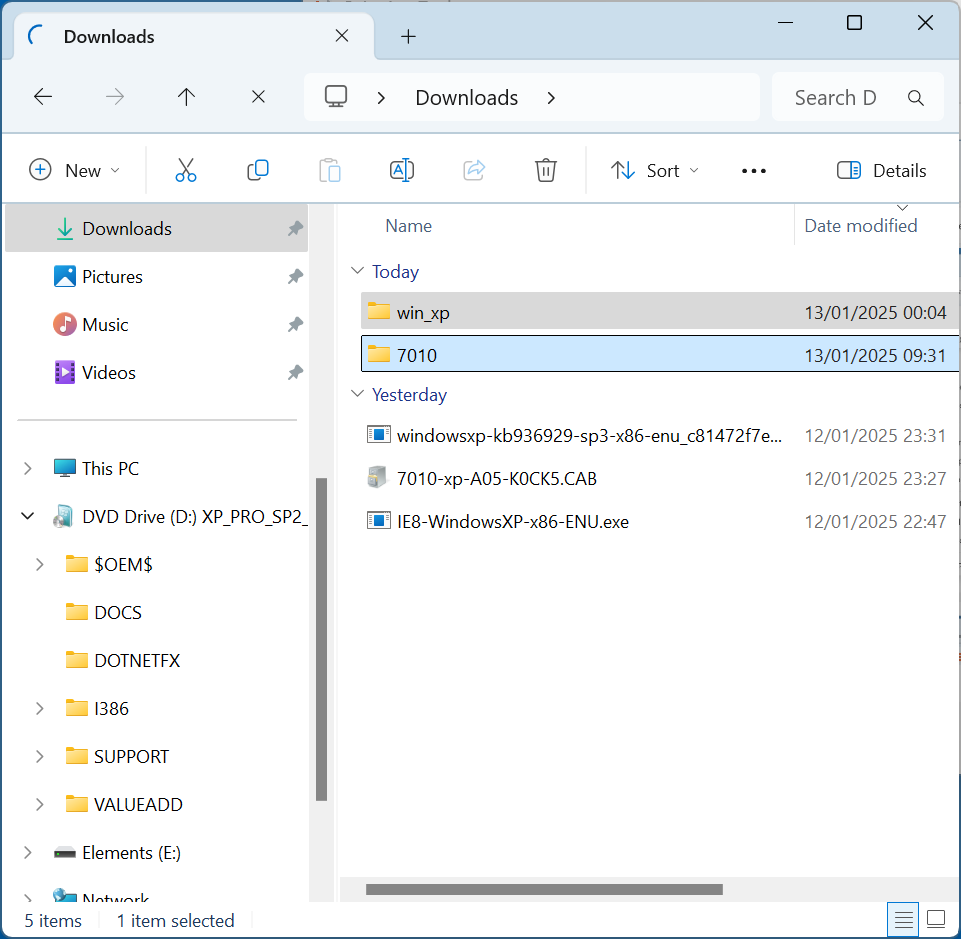 Downloads
Downloads
Search D
New
Sort
Details
Downloads
Pictures
Music
Videos
This PC
DVD Drive (D:) XP_PRO_SP2_
$OEM$
DOCS
DOTNETFX
I386
SUPPORT
VALUEADD
Elements (E:)
Network
Name
Date modified
Today
win_xp 13/01/2025 00:04
7010 13/01/2025 09:31
Yesterday
windowsxp-kb936929-sp3-x86-enu_c81472f7e... 12/01/2025 23:31
7010-xp-A05-K0CK5.CAB 12/01/2025 23:27
IE8-WindowsXP-x86-ENU.exe 12/01/2025 22:47
5 items
1 item selected